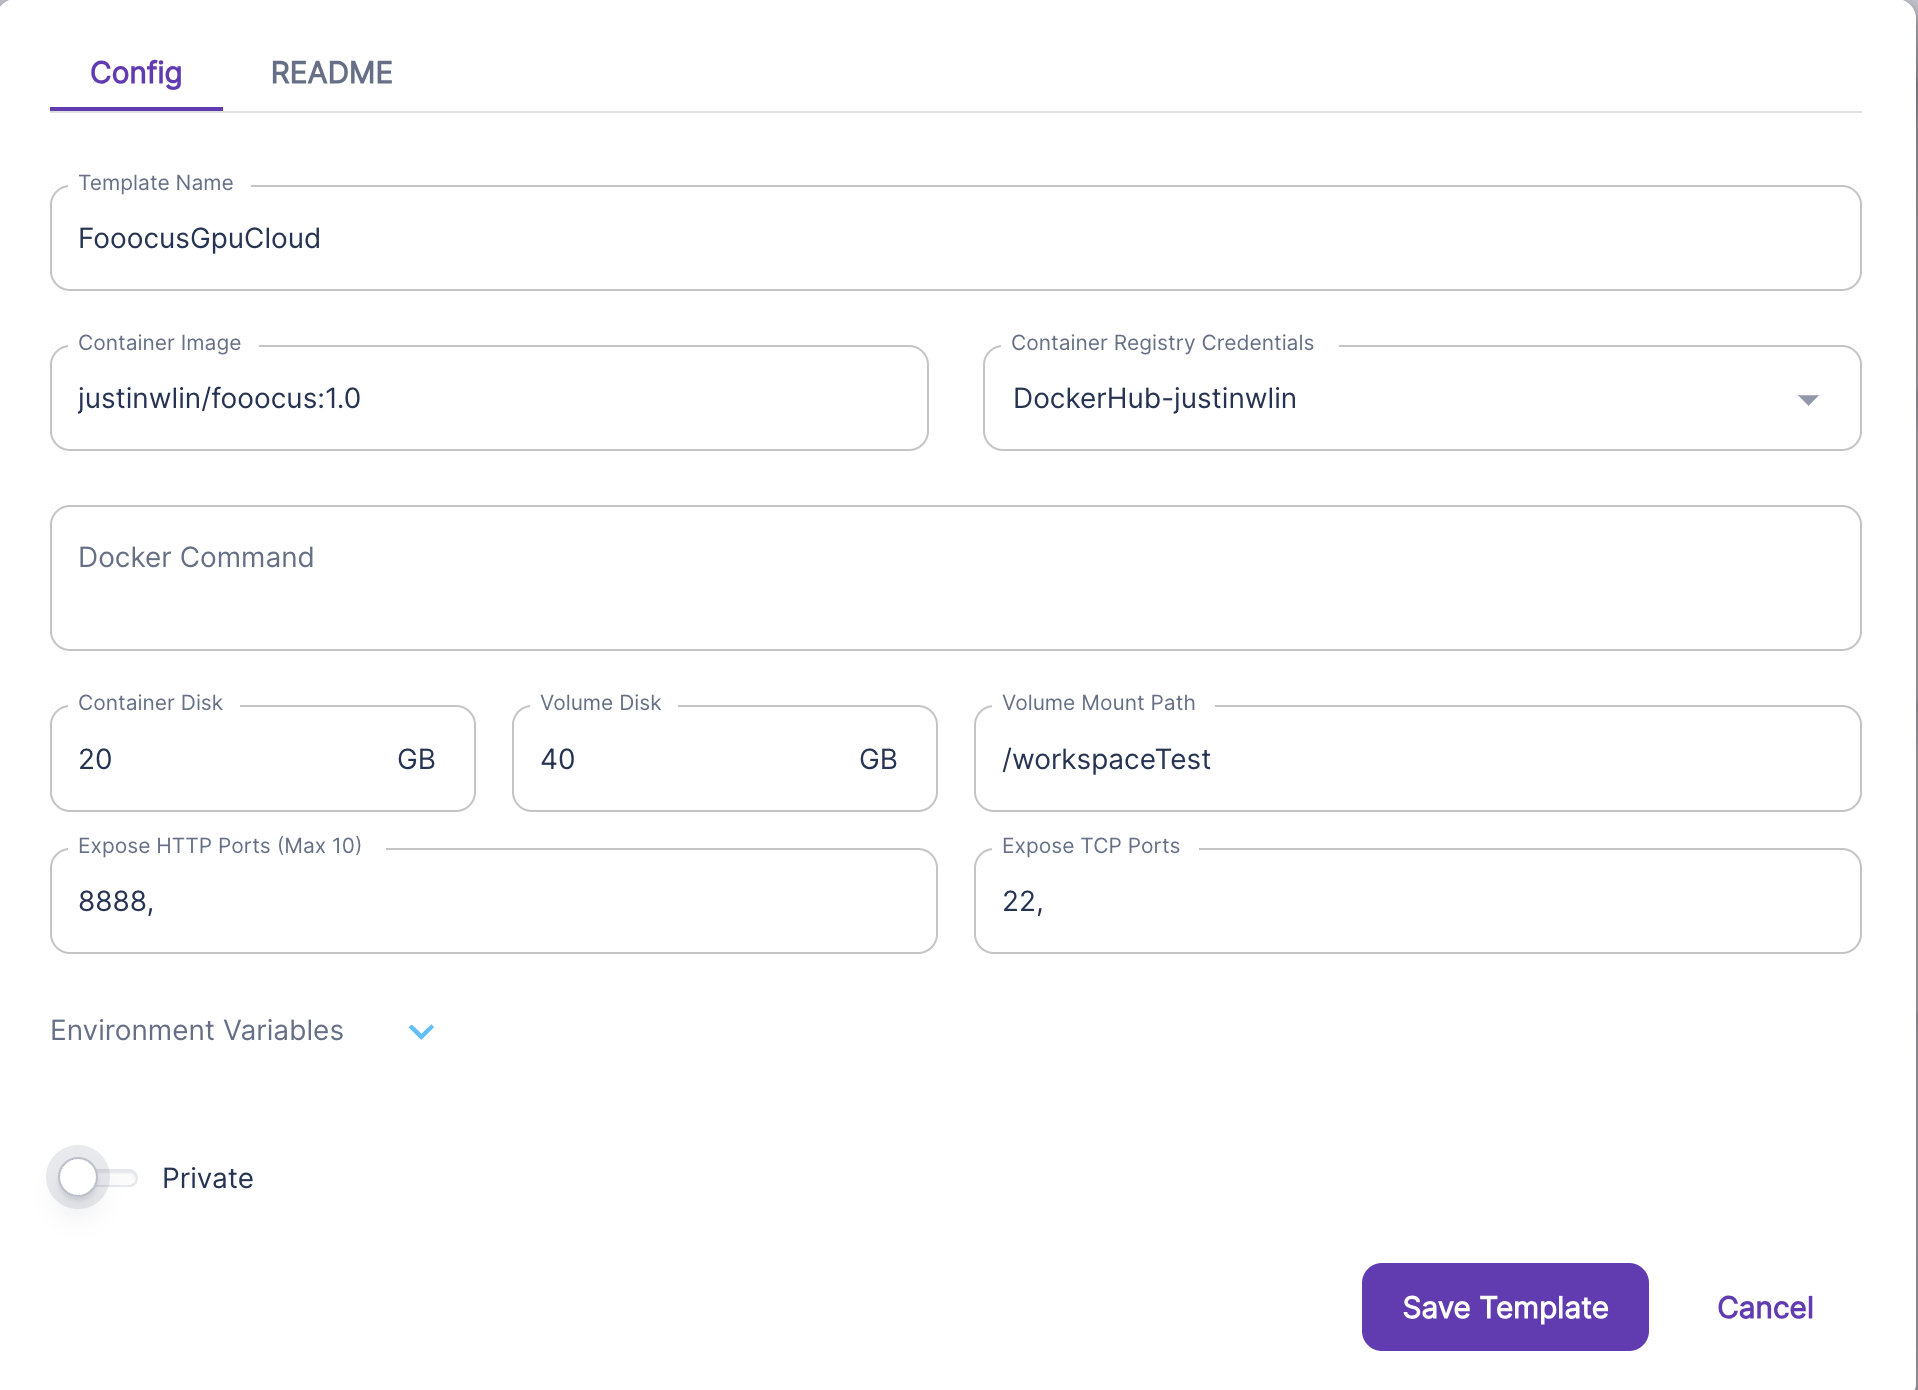 Config README
Template Name
FooocusGpuCloud
Container Image
justinwlin/fooocus:1.0
Container Registry Credentials
DockerHub-justinwlin
Docker Command
Container Disk
20 GB
Volume Disk
40 GB
Volume Mount Path
/workspaceTest
Expose HTTP Ports (Max 10)
8888,
Expose TCP Ports
22,
Environment Variables
Private
Save Template Cancel